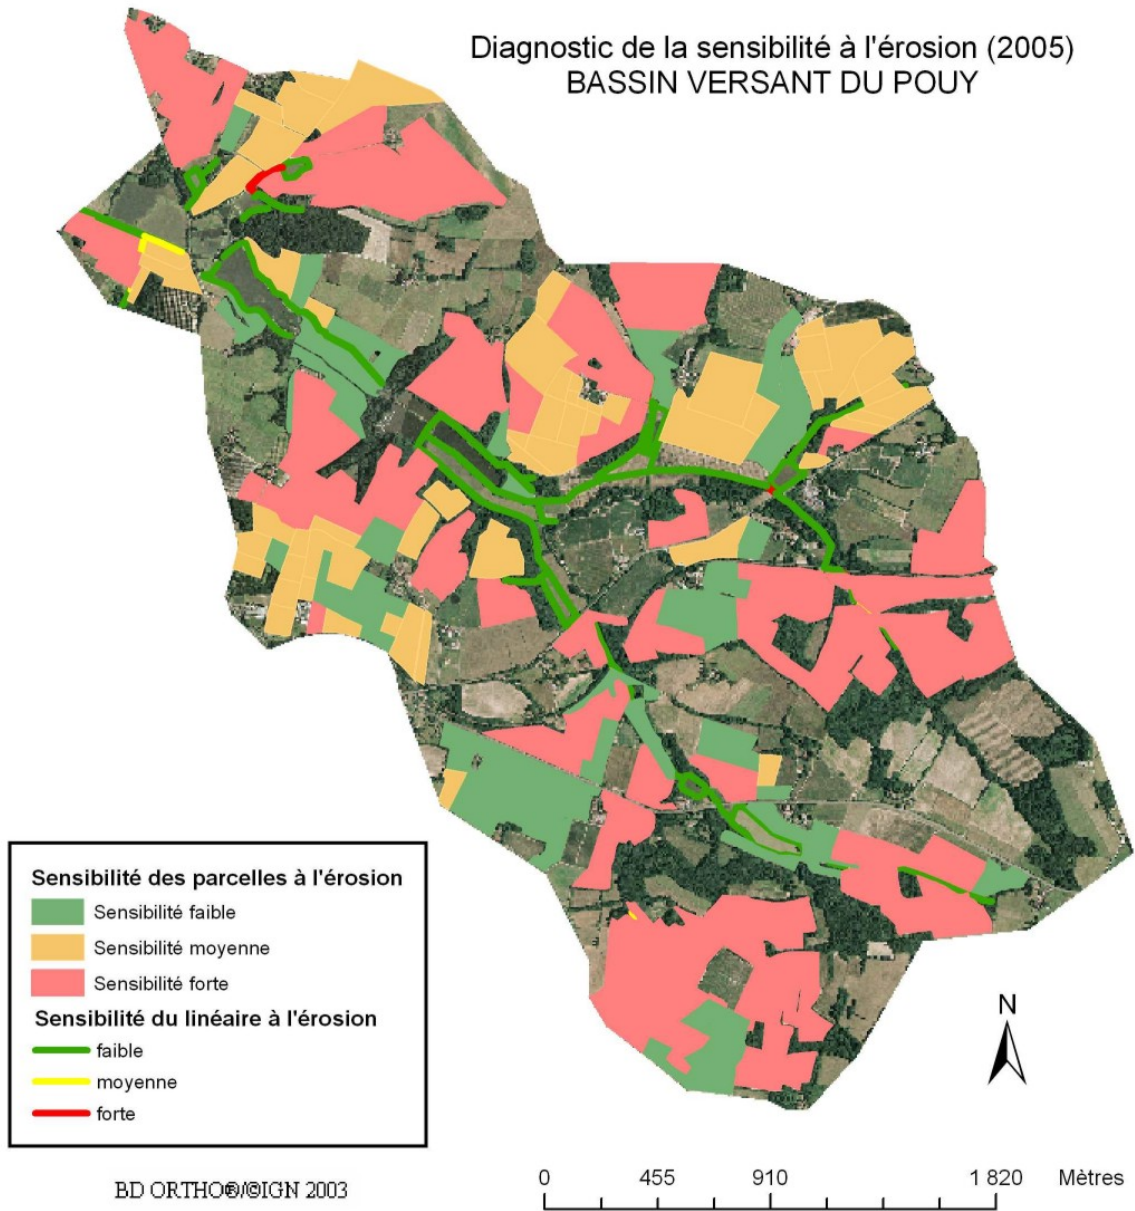 Diagnostic de la sensibilité à l'érosion (2005)
BASSIN VERSANT DU POUY
Sensibilité des parcelles à l'érosion
Sensibilité faible
Sensibilité moyenne
Sensibilité forte
Sensibilité du linéaire à l'érosion
faible
moyenne
forte
N
BD ORTHO®/©IGN 2003
0 455 910 1 820 Mètres